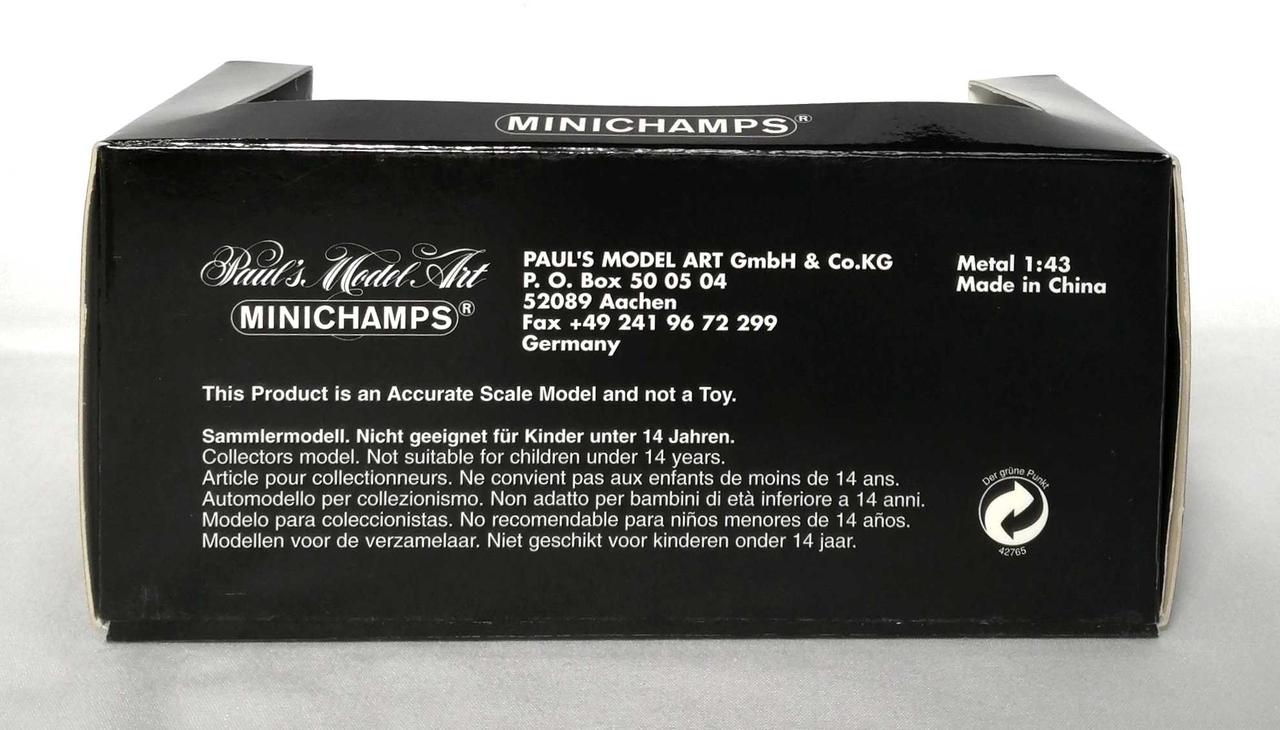 MINICHAMPS®
Paul's Model Art
MINICHAMPS®
PAUL'S MODEL ART GmbH & Co.KG
P. O. Box 50 05 04
52089 Aachen
Fax +49 241 96 72 299
Germany
Metal 1:43
Made in China
This Product is an Accurate Scale Model and not a Toy.
Sammlermodell. Nicht geeignet für Kinder unter 14 Jahren.
Collectors model. Not suitable for children under 14 years.
Article pour collectionneurs. Ne convient pas aux enfants de moins de 14 ans.
Automodello per collezionismo. Non adatto per bambini di età inferiore a 14 anni.
Modelo para coleccionistas. No recomendable para niños menores de 14 años.
Modellen voor de verzamelaar. Niet geschikt voor kinderen onder 14 jaar.
Der grüne Punkt
42765